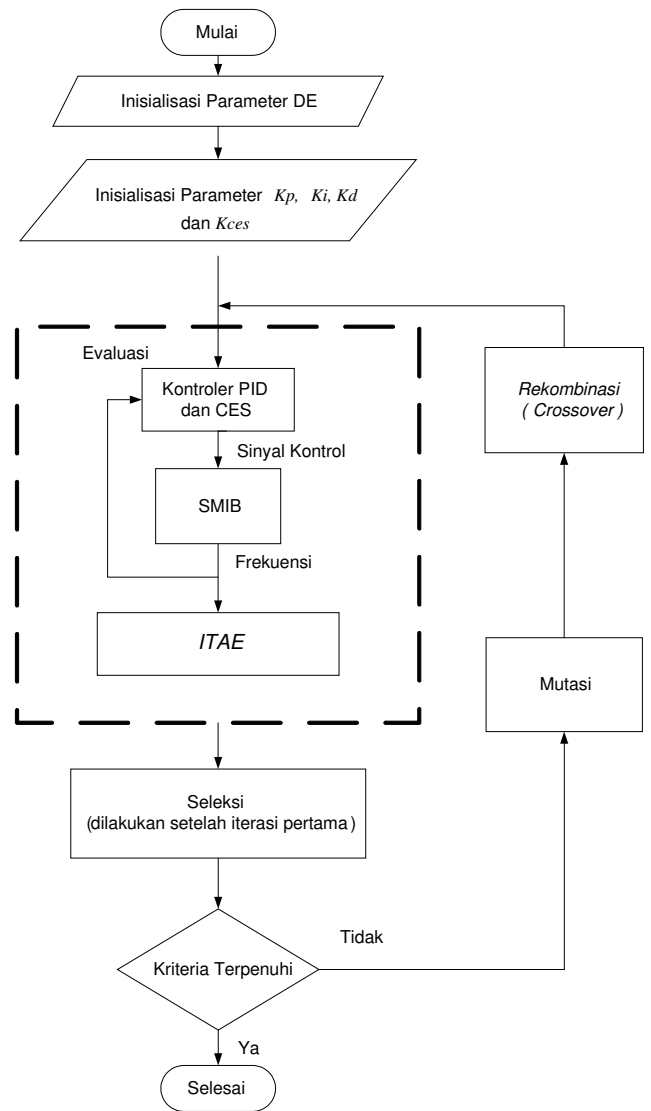 Mulai
Inisialisasi Parameter DE
Inisialisasi Parameter Kp, Ki, Kd
dan Kces
Evaluasi
Kontroler PID
dan CES
Sinyal Kontrol
SMIB
Frekuensi
ITAE
Seleksi
(dilakukan setelah iterasi pertama)
Kriteria Terpenuhi
Tidak
Mutasi
Rekombinasi
( Crossover )
Ya
Selesai